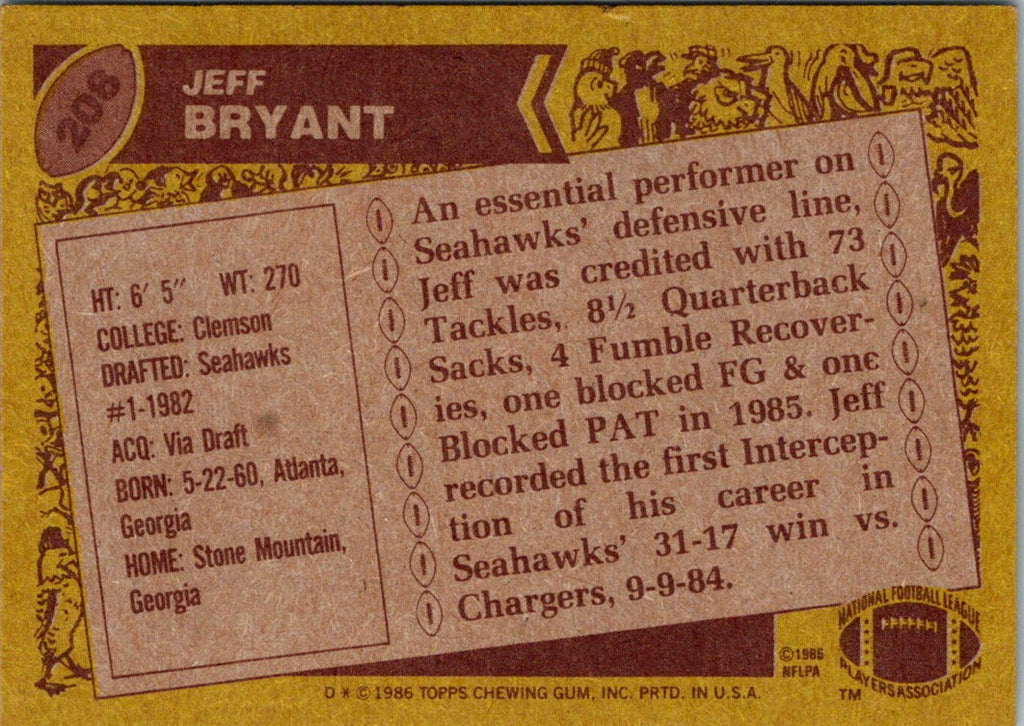 208
JEFF
BRYANT
HT: 6' 5" WT: 270
COLLEGE: Clemson
DRAFTED: Seahawks
#1-1982
ACQ: Via Draft
BORN: 5-22-60, Atlanta,
Georgia
HOME: Stone Mountain,
Georgia
An essential performer on
Seahawks' defensive line,
Jeff was credited with 73
Tackles, 8½ Quarterback
Sacks, 4 Fumble Recover-
ies, one blocked FG & one
Blocked PAT in 1985. Jeff
recorded the first Intercep-
tion of his career in
Seahawks' 31-17 win vs.
Chargers, 9-9-84.
©1986
NFLPA
NATIONAL FOOTBALL LEAGUE
PLAYERS ASSOCIATION
TM
D * © 1986 TOPPS CHEWING GUM, INC. PRTD. IN U.S.A.